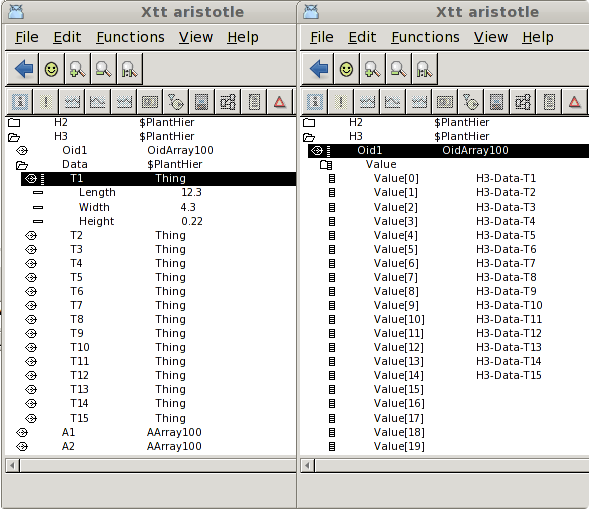 Xtt aristotle
File Edit Functions View Help
H2 $PlantHier
H3 $PlantHier
Oid1 OidArray100
Data $PlantHier
T1 Thing
Length 12.3
Width 4.3
Height 0.22
T2 Thing
T3 Thing
T4 Thing
T5 Thing
T6 Thing
T7 Thing
T8 Thing
T9 Thing
T10 Thing
T11 Thing
T12 Thing
T13 Thing
T14 Thing
T15 Thing
A1 AArray100
A2 AArray100
Xtt aristotle
File Edit Functions View Help
H2 $PlantHier
H3 $PlantHier
Oid1 OidArray100
Value
Value[0] H3-Data-T1
Value[1] H3-Data-T2
Value[2] H3-Data-T3
Value[3] H3-Data-T4
Value[4] H3-Data-T5
Value[5] H3-Data-T6
Value[6] H3-Data-T7
Value[7] H3-Data-T8
Value[8] H3-Data-T9
Value[9] H3-Data-T10
Value[10] H3-Data-T11
Value[11] H3-Data-T12
Value[12] H3-Data-T13
Value[13] H3-Data-T14
Value[14] H3-Data-T15
Value[15]
Value[16]
Value[17]
Value[18]
Value[19]